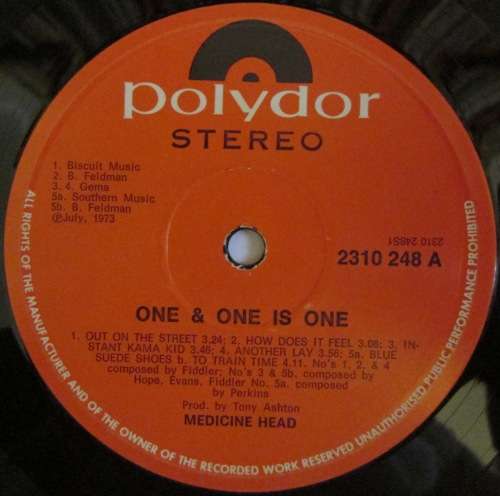 polydor
STEREO
1. Biscuit Music
2. B. Feldman
3. 4. Gema
5a. Southern Music
5b. B. Feldman
℗July, 1973
2310 248S1
2310 248 A
ONE & ONE IS ONE
1. OUT ON THE STREET 3.24; 2. HOW DOES IT FEEL 3.08; 3. IN-
STANT KAMA KID 3.46; 4. ANOTHER LAY 3.56; 5a. BLUE
SUEDE SHOES b. TO TRAIN TIME 4.11. No's 1, 2, & 4
composed by Fiddler; No's 3 & 5b. composed by
Hope, Evans. Fiddler No. 5a. composed
by Perkins
Prod. by Tony Ashton
MEDICINE HEAD
ALL RIGHTS OF THE MANUFACTURER AND OF THE OWNER OF THE RECORDED WORK RESERVED UNAUTHORISED PUBLIC PERFORMANCE PROHIBITED